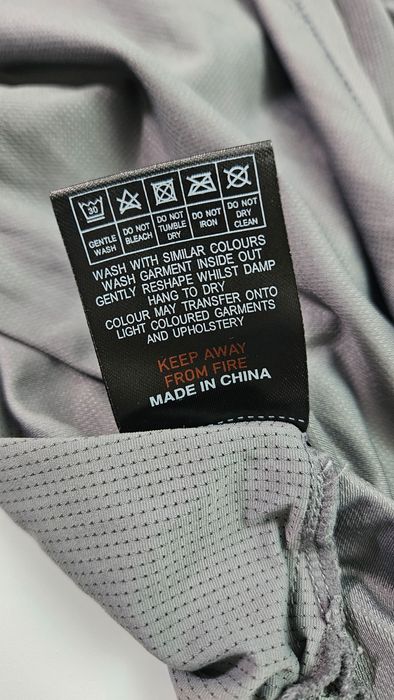 30
GENTLE WASH
DO NOT BLEACH
DO NOT TUMBLE DRY
DO NOT IRON
DO NOT DRY CLEAN
WASH WITH SIMILAR COLOURS
WASH GARMENT INSIDE OUT
GENTLY RESHAPE WHILST DAMP
HANG TO DRY
COLOUR MAY TRANSFER ONTO
LIGHT COLOURED GARMENTS
AND UPHOLSTERY
KEEP AWAY
FROM FIRE
MADE IN CHINA